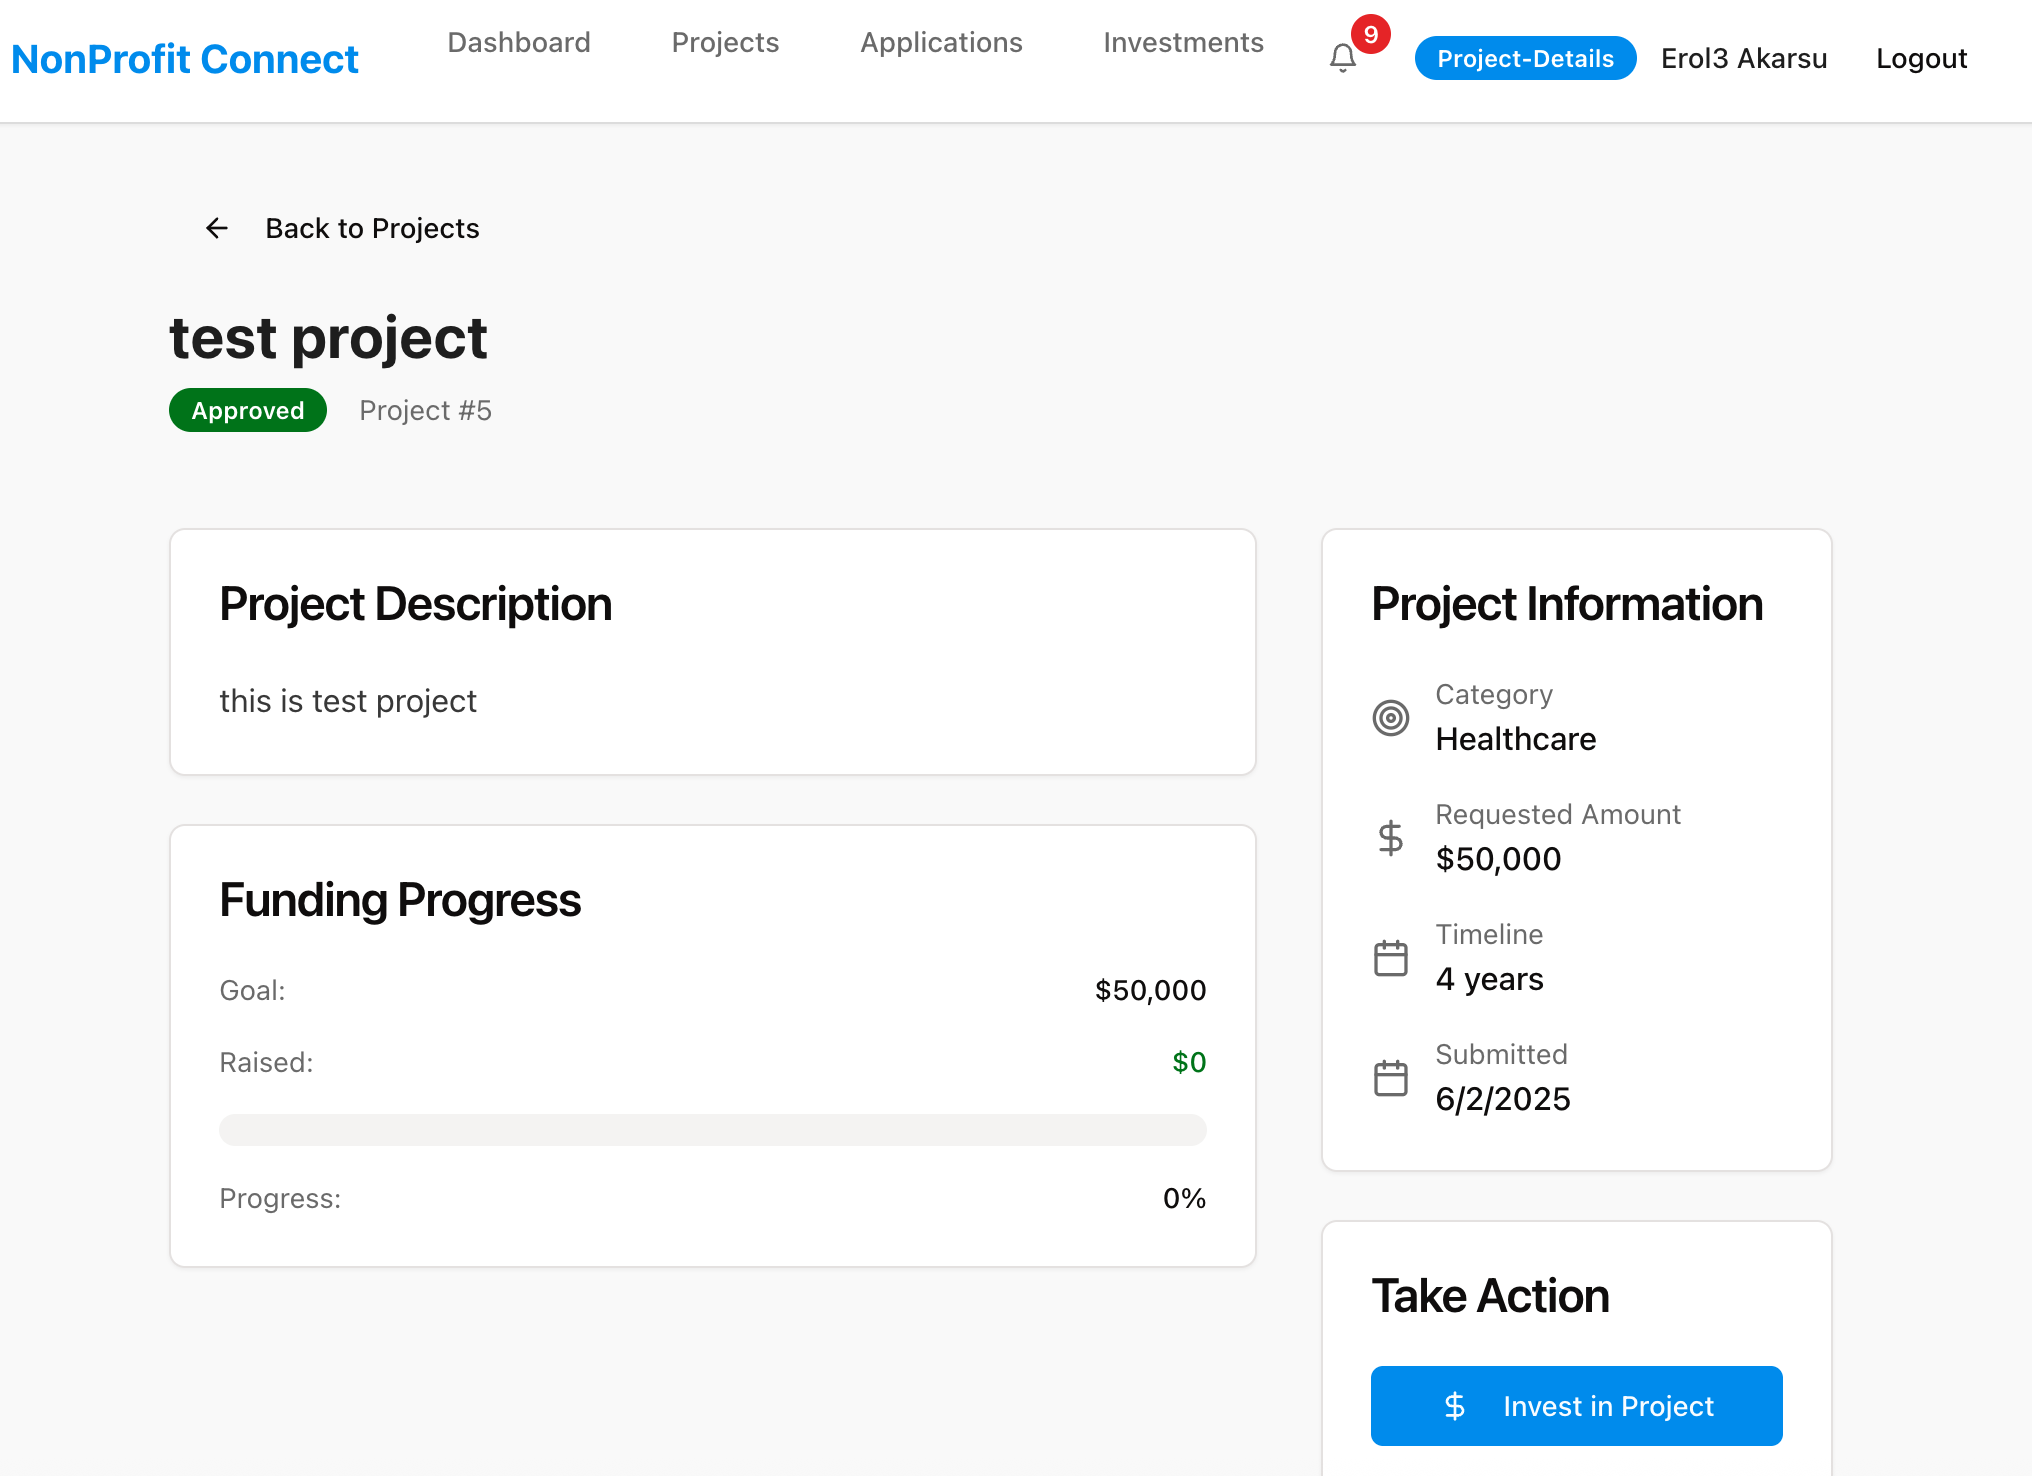 NonProfit Connect
Dashboard
Projects
Applications
Investments
9
Project-Details
Erol3 Akarsu
Logout
Back to Projects
test project
Approved
Project #5
Project Description
this is test project
Funding Progress
Goal:
$50,000
Raised:
$0
Progress:
0%
Project Information
Category
Healthcare
Requested Amount
$50,000
Timeline
4 years
Submitted
6/2/2025
Take Action
Invest in Project